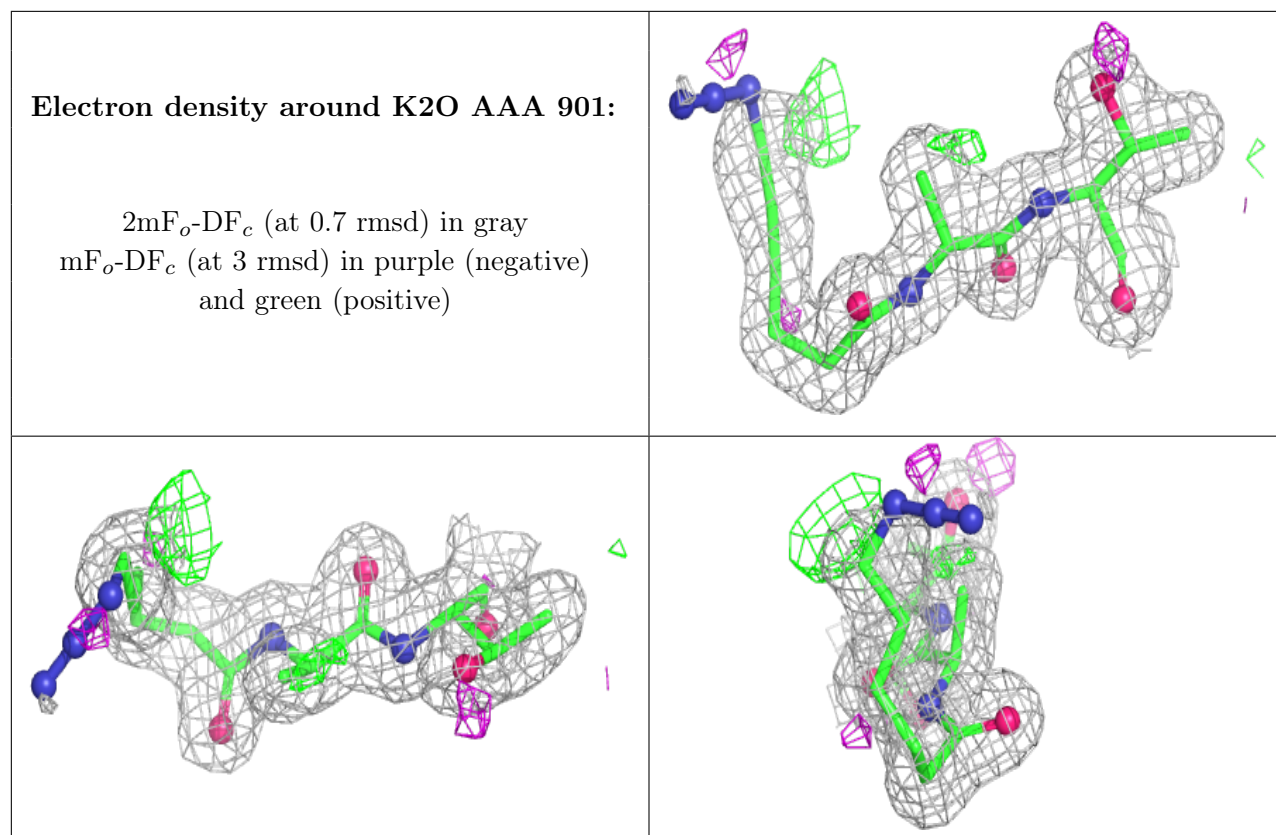 Electron density around K2O AAA 901:
2mFo-DFc (at 0.7 rmsd) in gray
mFo-DFc (at 3 rmsd) in purple (negative)
and green (positive)